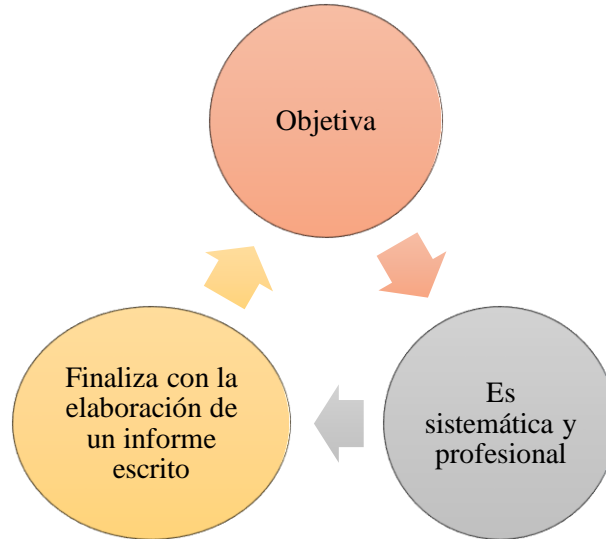 Objetiva
Es
sistemática y
profesional
Finaliza con la
elaboración de
un informe
escrito